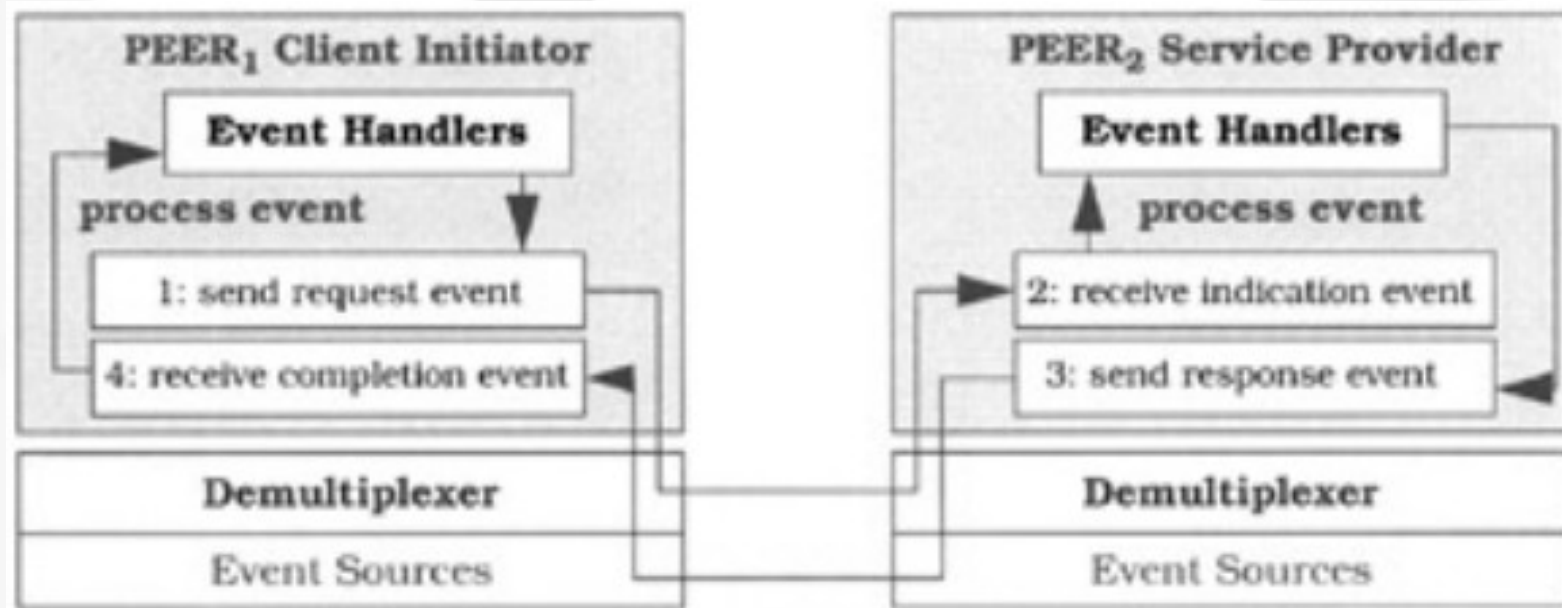 PEER₁ Client Initiator
Event Handlers
process event
1: send request event
4: receive completion event
Demultiplexer
Event Sources
PEER₂ Service Provider
Event Handlers
process event
2: receive indication event
3: send response event
Demultiplexer
Event Sources